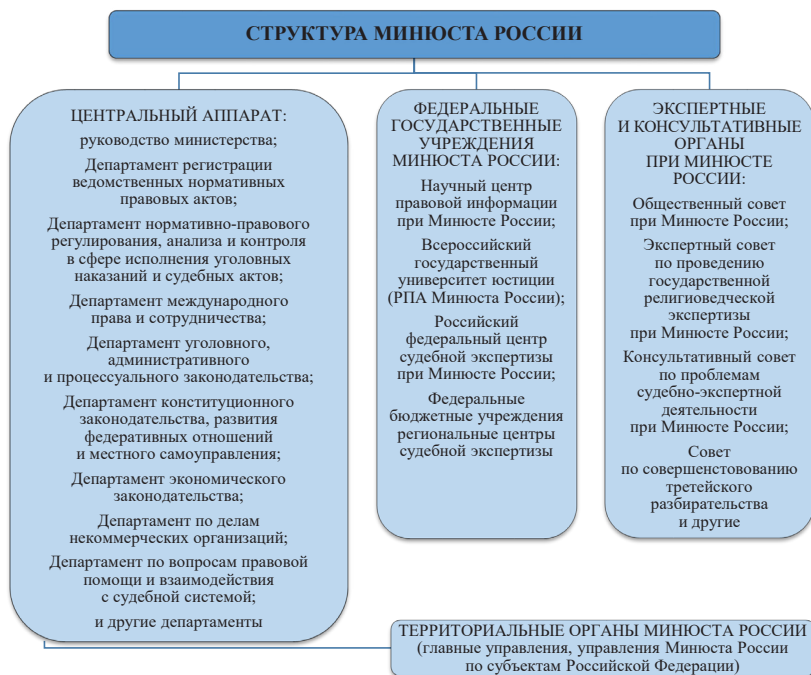 СТРУКТУРА МИНЮСТА РОССИИ
ЦЕНТРАЛЬНЫЙ АППАРАТ:
руководство министерства;
Департамент регистрации
ведомственных нормативных
правовых актов;
Департамент нормативно-правового
регулирования, анализа и контроля
в сфере исполнения уголовных
наказаний и судебных актов;
Департамент международного
права и сотрудничества;
Департамент уголовного,
административного
и процессуального законодательства;
Департамент конституционного
законодательства, развития
федеративных отношений
и местного самоуправления;
Департамент экономического
законодательства;
Департамент по делам
некоммерческих организаций;
Департамент по вопросам правовой
помощи и взаимодействия
с судебной системой;
и другие департаменты
ФЕДЕРАЛЬНЫЕ
ГОСУДАРСТВЕННЫЕ
УЧРЕЖДЕНИЯ
МИНЮСТА РОССИИ:
Научный центр
правовой информации
при Минюсте России;
Всероссийский
государственный
университет юстиции
(РПА Минюста России);
Российский
федеральный центр
судебной экспертизы
при Минюсте России;
Федеральные
бюджетные учреждения
региональные центры
судебной экспертизы
ЭКСПЕРТНЫЕ
И КОНСУЛЬТАТИВНЫЕ
ОРГАНЫ
ПРИ МИНЮСТЕ
РОССИИ:
Общественный совет
при Минюсте России;
Экспертный совет
по проведению
государственной
религиоведческой
экспертизы
при Минюсте России;
Консультативный совет
по проблемам
судебно-экспертной
деятельности
при Минюсте России;
Совет
по совершенстовованию
третейского
разбирательства
и другие
ТЕРРИТОРИАЛЬНЫЕ ОРГАНЫ МИНЮСТА РОССИИ
(главные управления, управления Минюста России
по субъектам Российской Федерации)